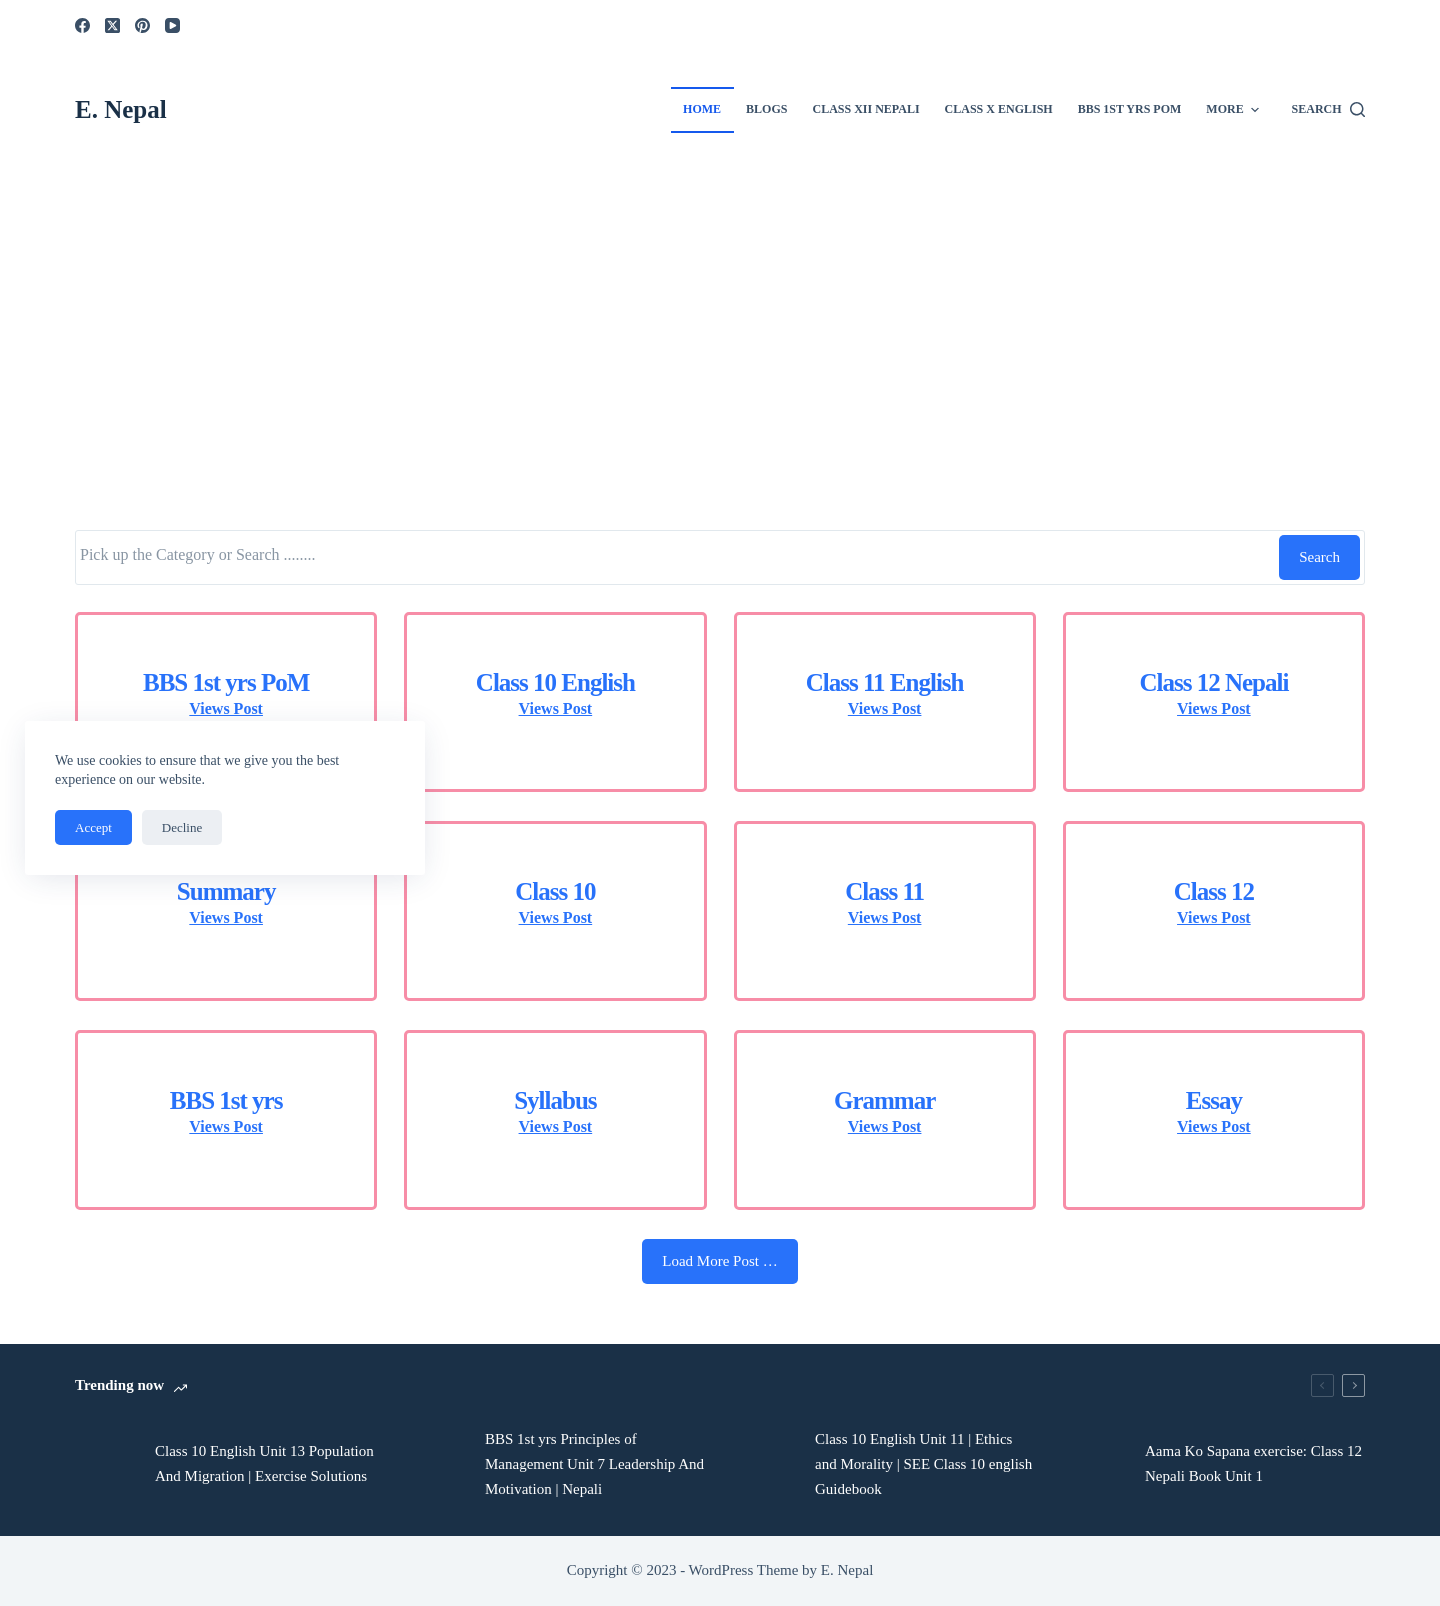 E. Nepal
HOME BLOGS CLASS XII NEPALI CLASS X ENGLISH BBS 1ST YRS POM MORE SEARCH
Pick up the Category or Search ........ Search
BBS 1st yrs PoM
Views Post
Class 10 English
Views Post
Class 11 English
Views Post
Class 12 Nepali
Views Post
We use cookies to ensure that we give you the best
experience on our website.
Accept Decline
Summary
Views Post
Class 10
Views Post
Class 11
Views Post
Class 12
Views Post
BBS 1st yrs
Views Post
Syllabus
Views Post
Grammar
Views Post
Essay
Views Post
Load More Post …
Trending now
Class 10 English Unit 13 Population
And Migration | Exercise Solutions
BBS 1st yrs Principles of
Management Unit 7 Leadership And
Motivation | Nepali
Class 10 English Unit 11 | Ethics
and Morality | SEE Class 10 english
Guidebook
Aama Ko Sapana exercise: Class 12
Nepali Book Unit 1
Copyright © 2023 - WordPress Theme by E. Nepal